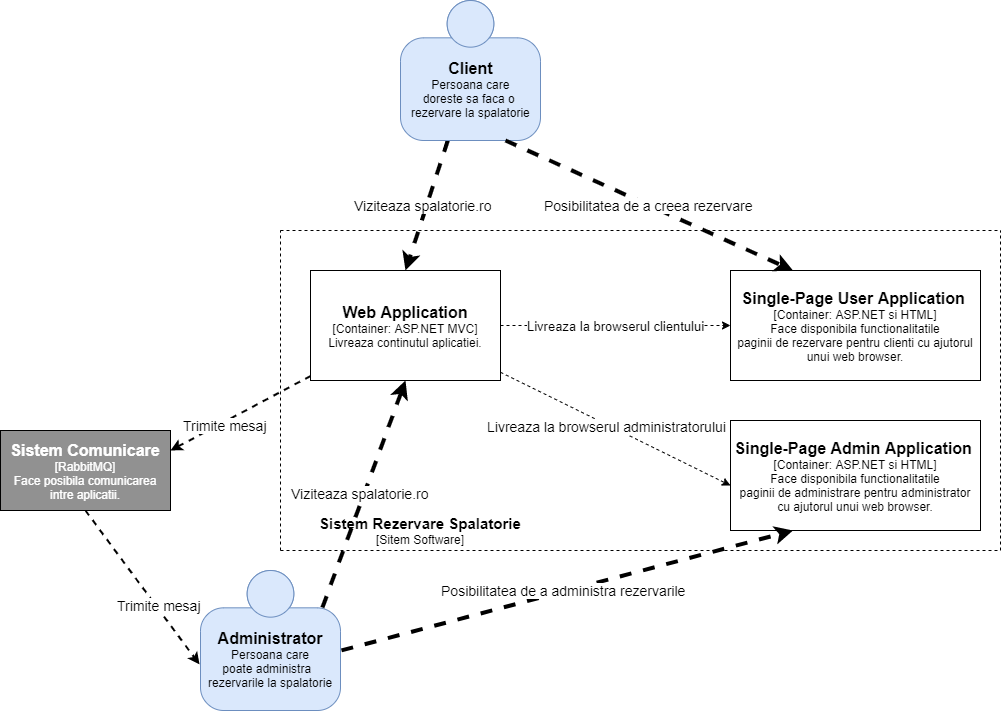 Client
Persoana care
doreste sa faca o
rezervare la spalatorie
Viziteaza spalatorie.ro
Posibilitatea de a creea rezervare
Web Application
[Container: ASP.NET MVC]
Livreaza continutul aplicatiei.
Livreaza la browserul clientului
Single-Page User Application
[Container: ASP.NET si HTML]
Face disponibila functionalitatile
paginii de rezervare pentru clienti cu ajutorul
unui web browser.
Trimite mesaj
Livreaza la browserul administratorului
Sistem Comunicare
[RabbitMQ]
Face posibila comunicarea
intre aplicatii.
Single-Page Admin Application
[Container: ASP.NET si HTML]
Face disponibila functionalitatile
paginii de administrare pentru administrator
cu ajutorul unui web browser.
Viziteaza spalatorie.ro
Sistem Rezervare Spalatorie
[Sitem Software]
Trimite mesaj
Posibilitatea de a administra rezervarile
Administrator
Persoana care
poate administra
rezervarile la spalatorie